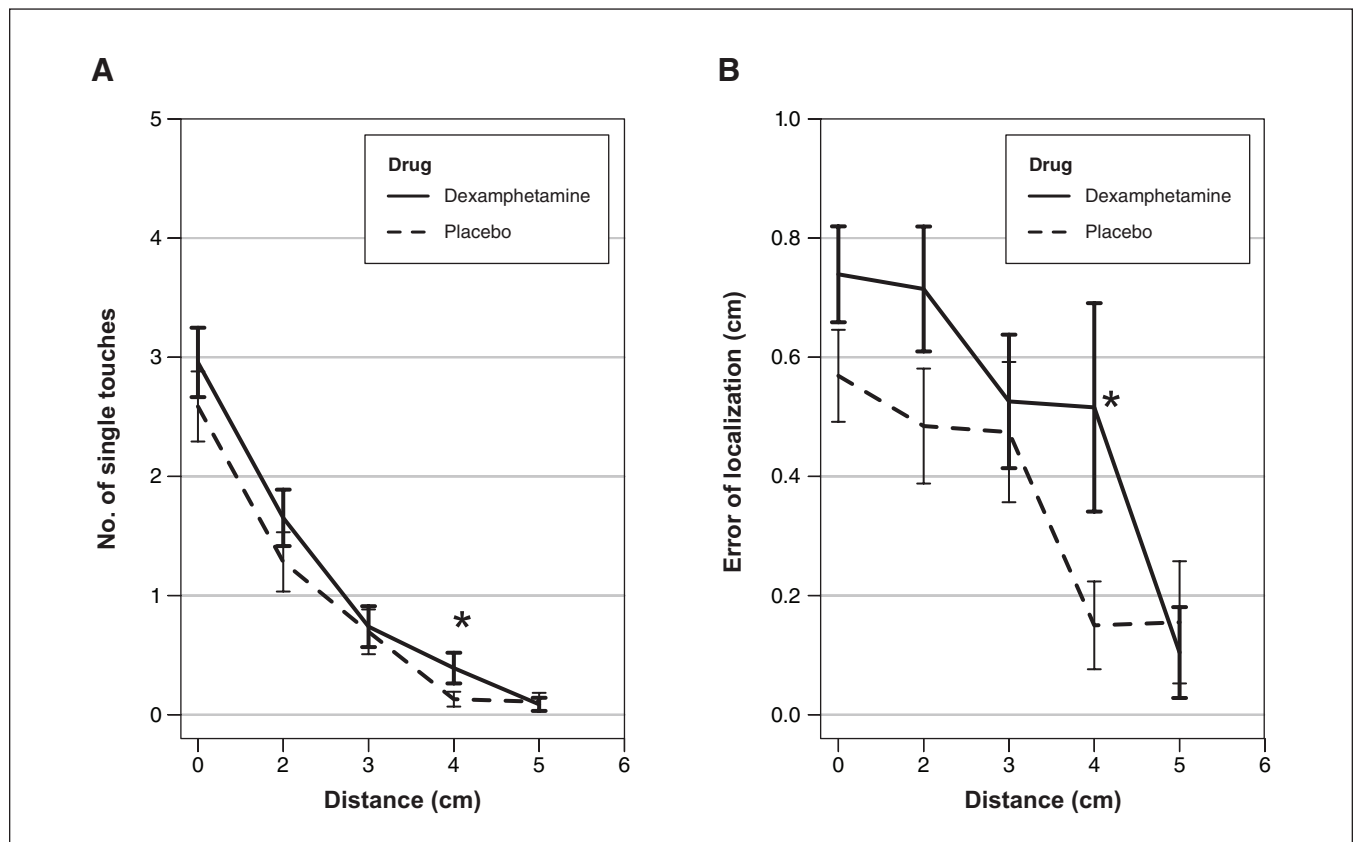 A
No. of single touches
5
4
3
2
1
0
Drug
Dexamphetamine
Placebo
*
0 2 3 4 5 6
Distance (cm)
B
Error of localization (cm)
1.0
0.8
0.6
0.4
0.2
0.0
Drug
Dexamphetamine
Placebo
*
0 2 3 4 5 6
Distance (cm)